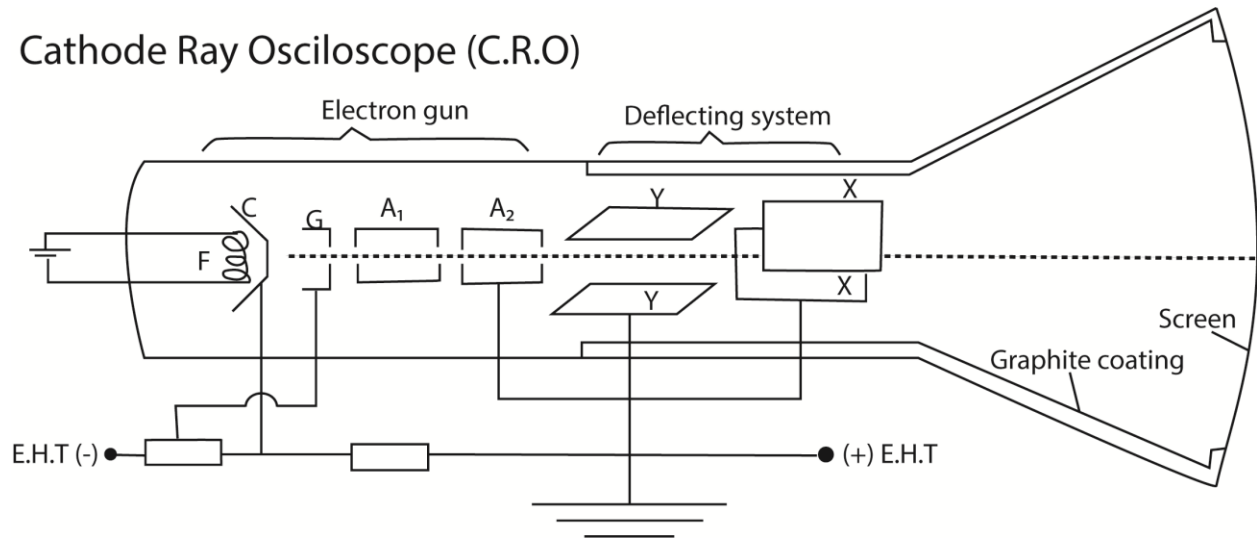 Cathode Ray Osciloscope (C.R.O)
Electron gun
Deflecting system
C
G
A₁
A₂
Y
X
F
Y
X
Screen
Graphite coating
E.H.T (-)
(+) E.H.T